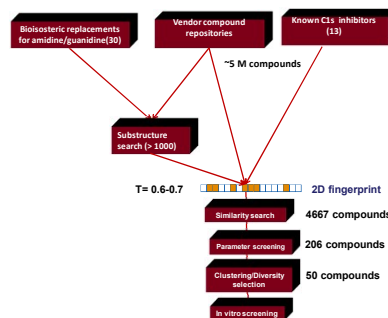 Bioisosteric replacements
for amidine/guanidine(30)
Vendor compound
repositories
Known C1s inhibitors
(13)
~5 M compounds
Substructure
search (> 1000)
T= 0.6-0.7
2D fingerprint
Similarity search
4667 compounds
Parameter screening
206 compounds
Clustering/Diversity
selection
50 compounds
In vitro screening